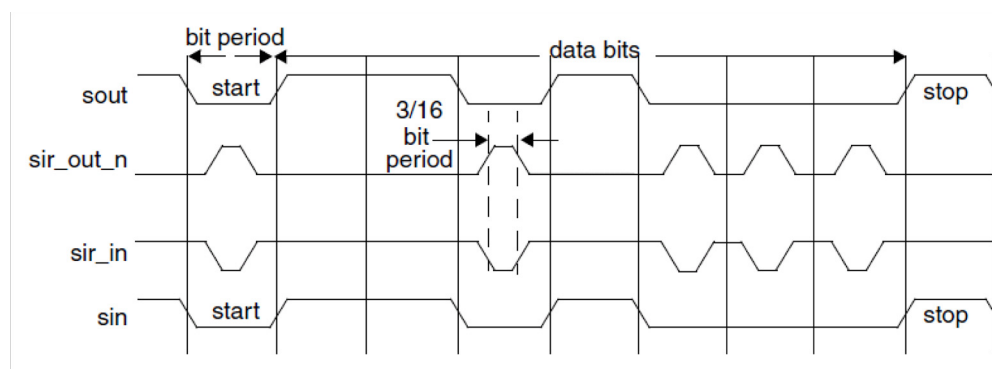 bit period
data bits
sout
start
stop
3/16
bit
period
sir_out_n
sir_in
sin
start
stop